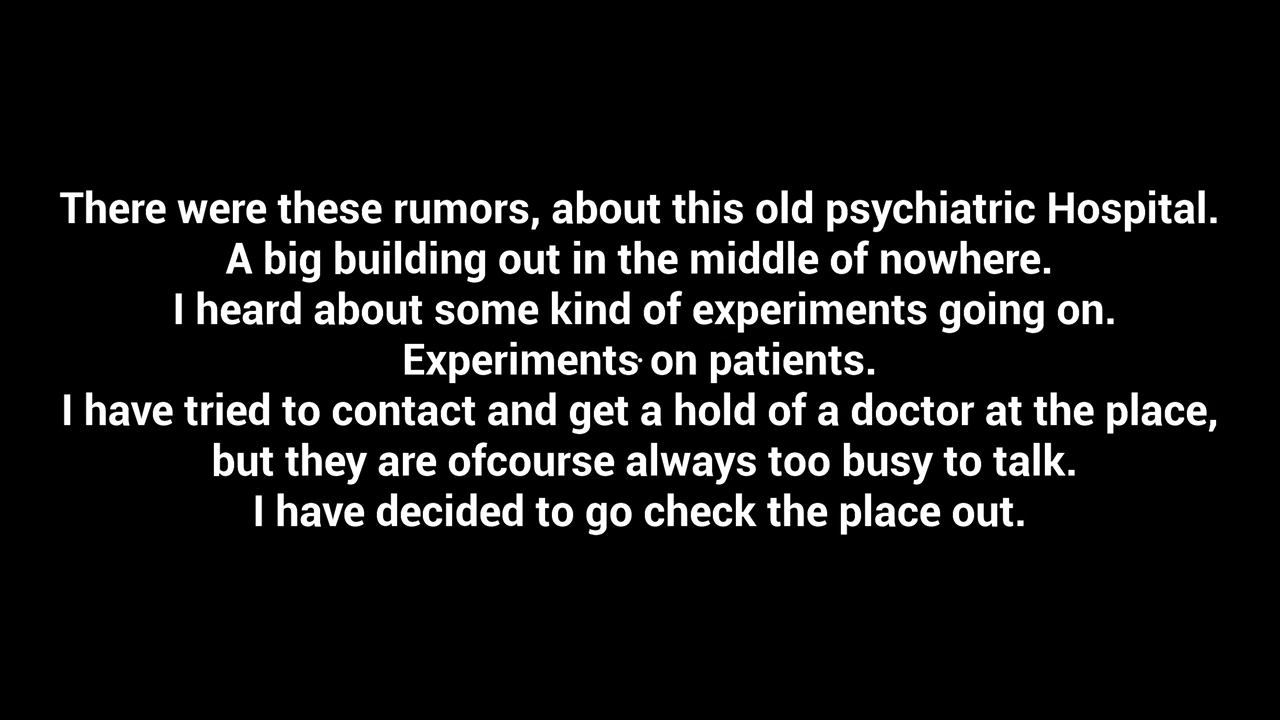 There were these rumors, about this old psychiatric Hospital.
A big building out in the middle of nowhere.
I heard about some kind of experiments going on.
Experiments on patients.
I have tried to contact and get a hold of a doctor at the place,
but they are ofcourse always too busy to talk.
I have decided to go check the place out.